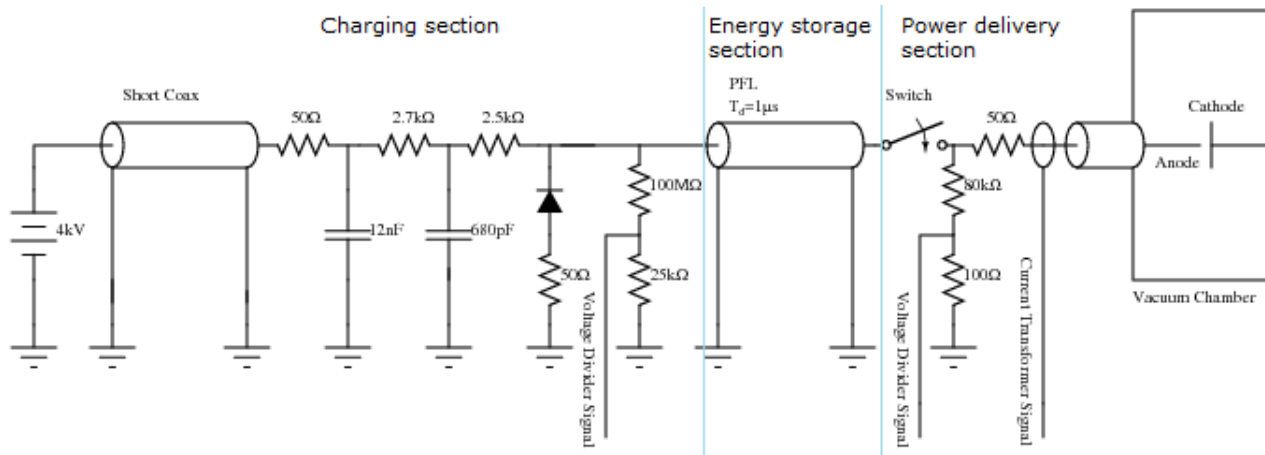 Charging section
Energy storage
section
Power delivery
section
Short Coax
PFL
T_d=1μs
Switch
Cathode
50Ω
2.7kΩ
2.5kΩ
50Ω
Anode
100MΩ
80kΩ
4kV
12nF
680pF
50Ω
25kΩ
100Ω
Vacuum Chamber
Voltage Divider Signal
Voltage Divider Signal
Current Transformer Signal